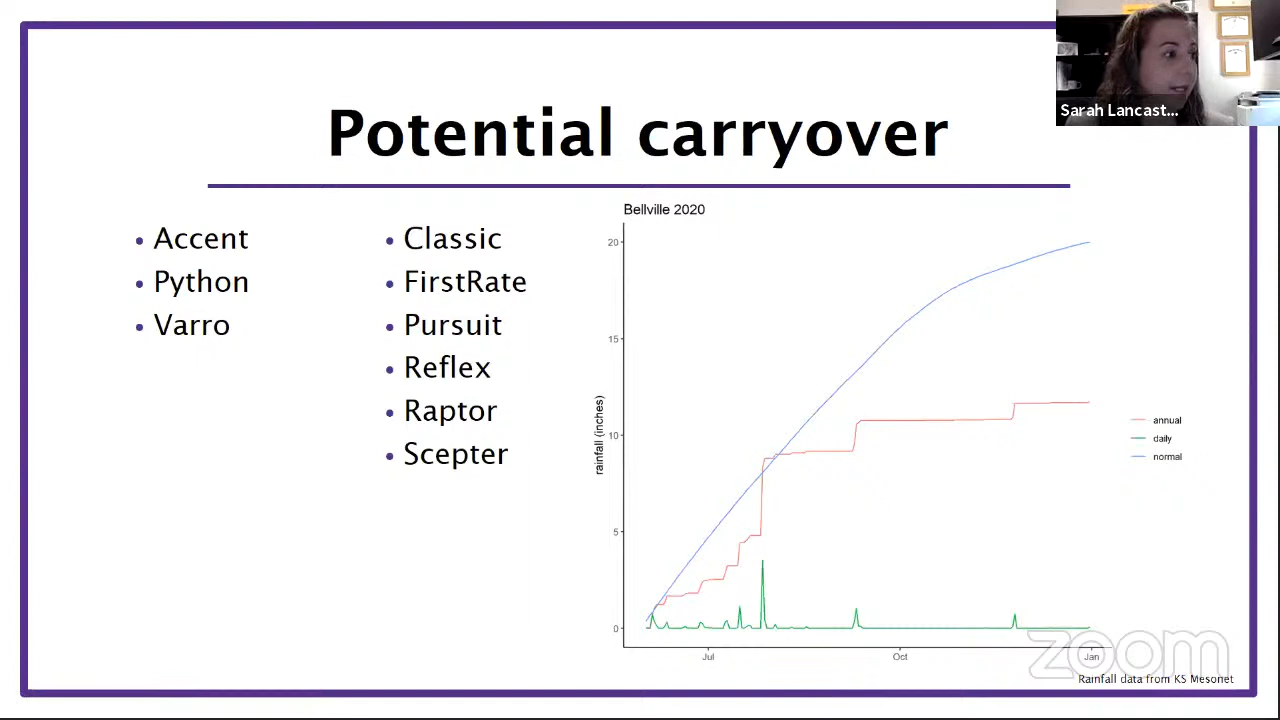 Sarah Lancast...
Potential carryover
• Accent
• Python
• Varro
• Classic
• FirstRate
• Pursuit
• Reflex
• Raptor
• Scepter
Bellville 2020
20
15
10
5
0
rainfall (inches)
Jul
Oct
Jan
annual
daily
normal
zoom
Rainfall data from KS Mesonet